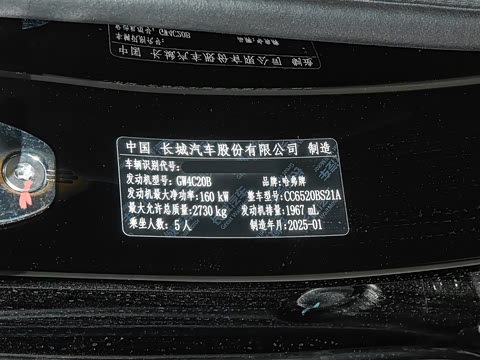 中国 长城汽车股份有限公司 制造
车辆识别代号:
发动机型号:GW4C20B 品牌:哈弗牌
发动机最大净功率:160 kW 整车型号:CC6520BS21A
最大允许总质量:2730 kg 发动机排量:1967 mL
乘坐人数:5人 制造年月:2025-01